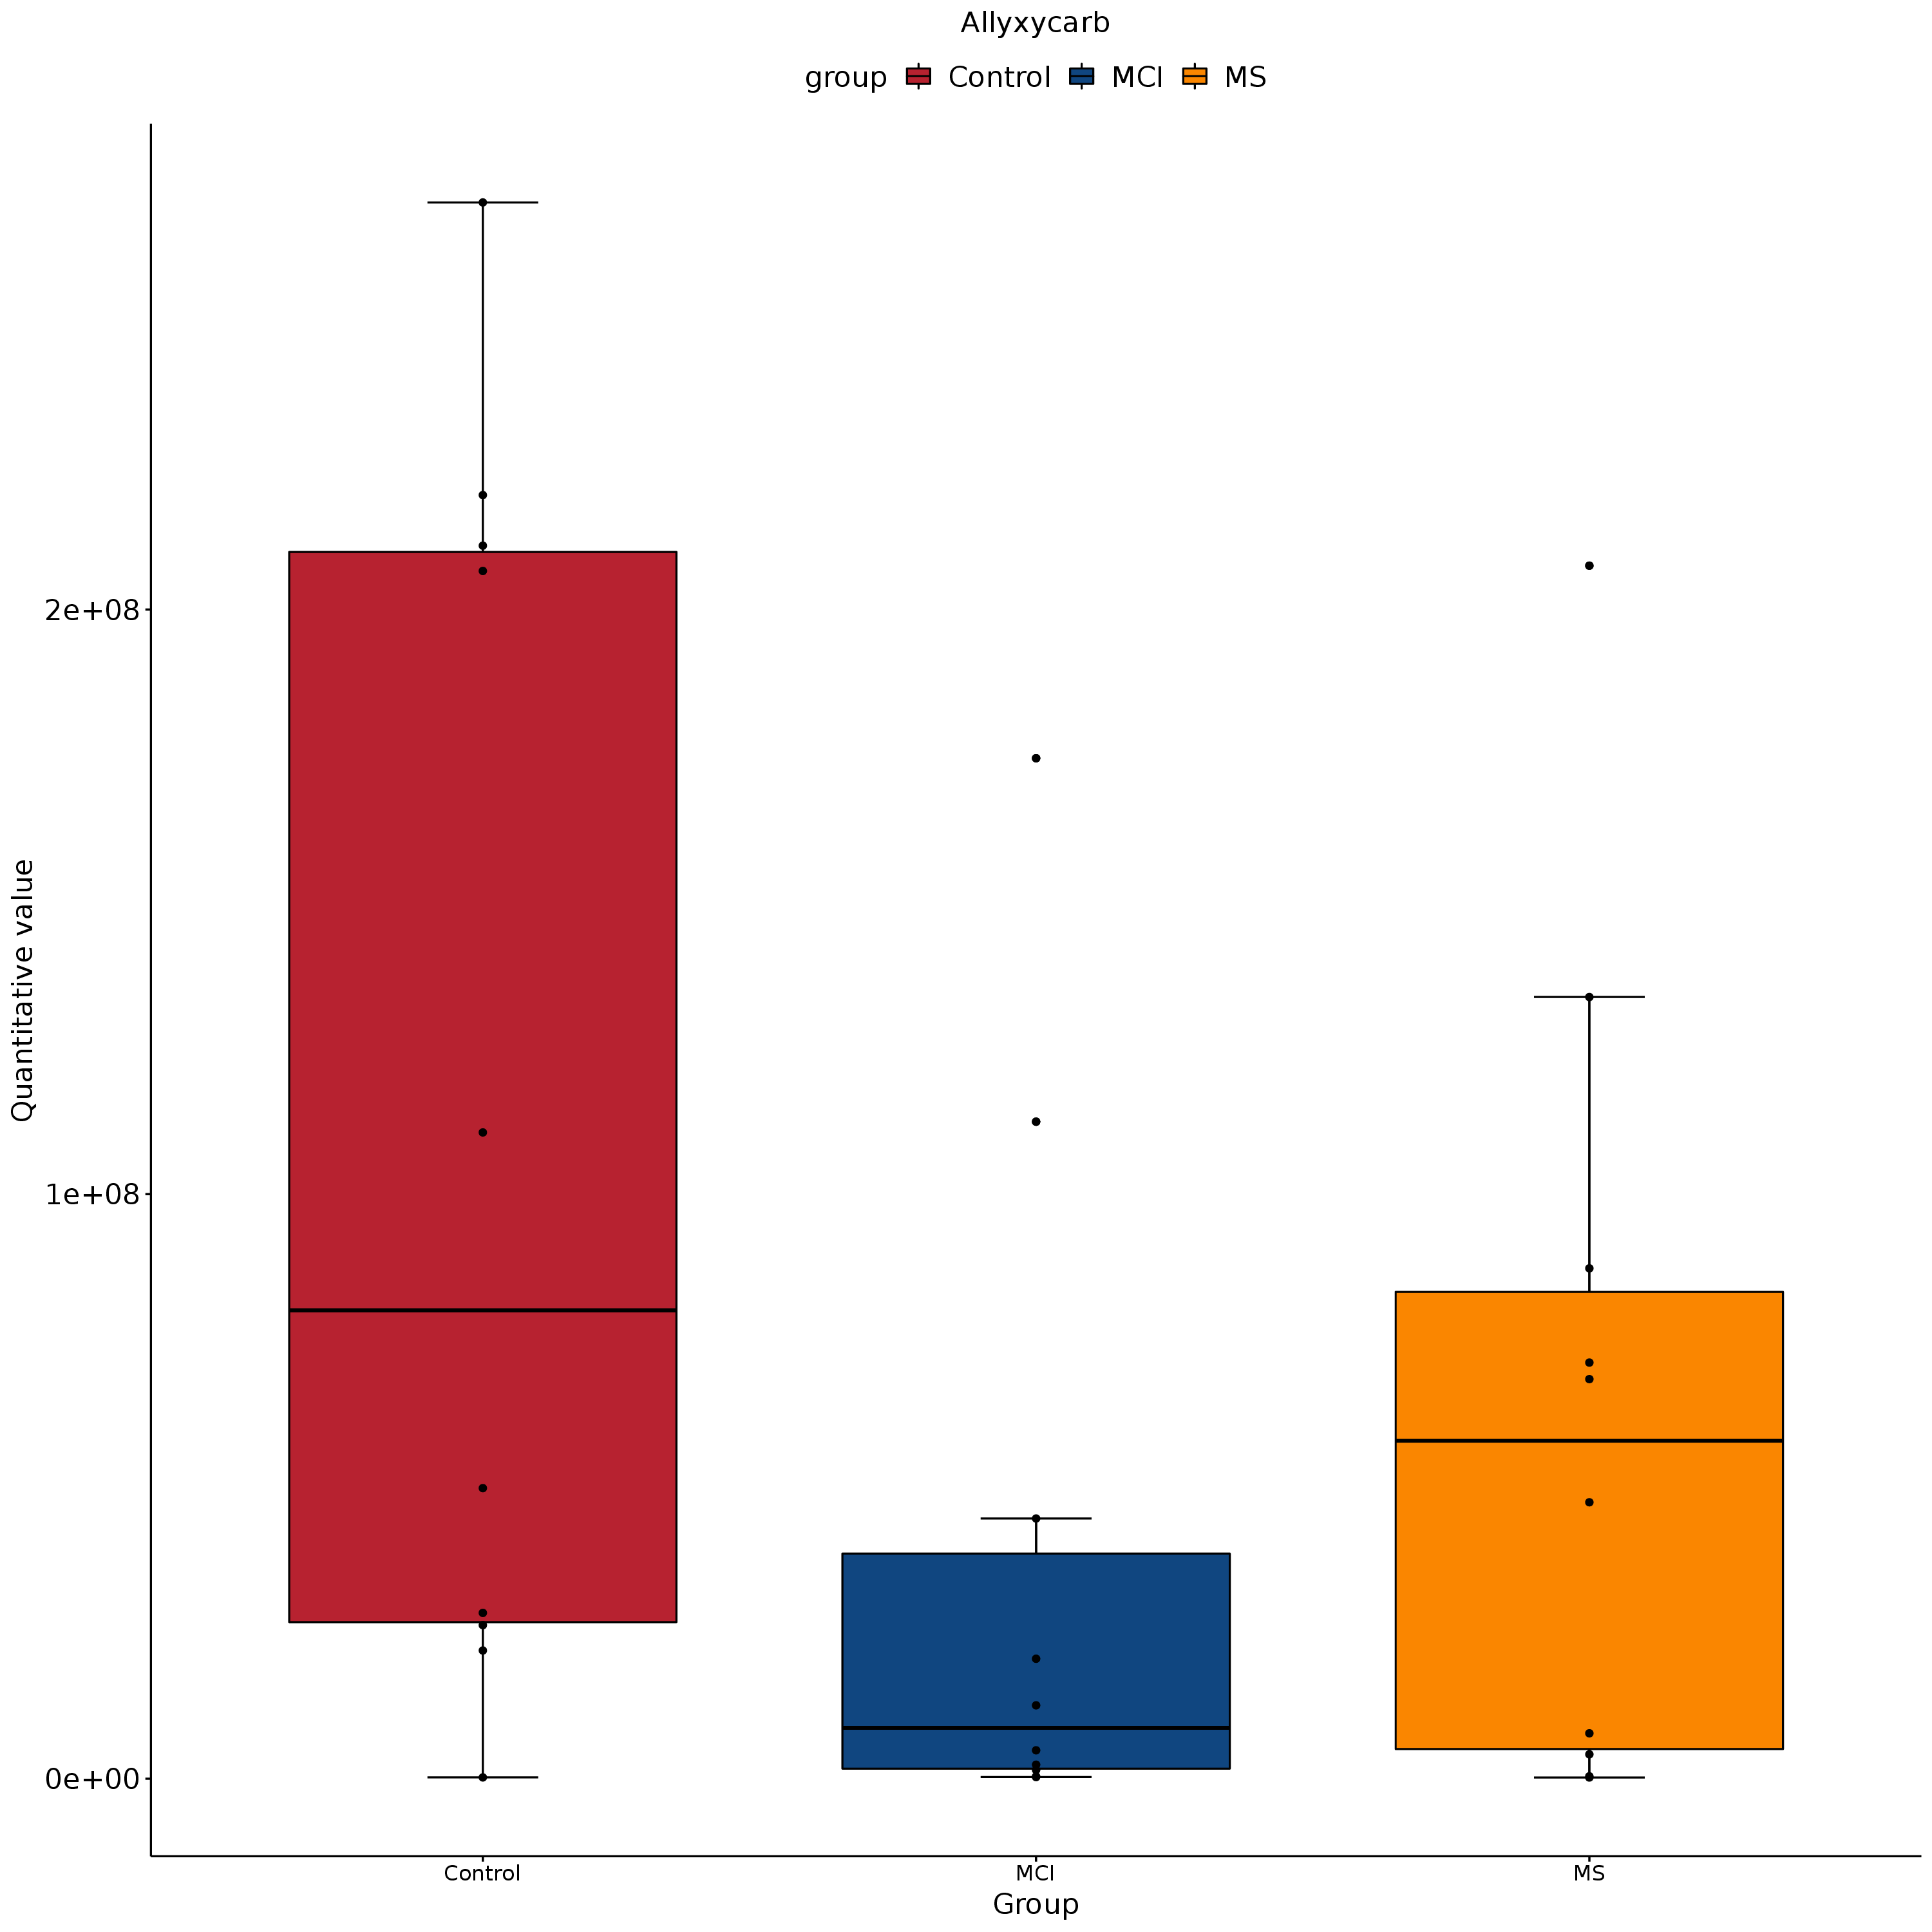 Allyxycarb
group Control MCI MS
Quantitative value
2e+08
1e+08
0e+00
Control MCI MS
Group